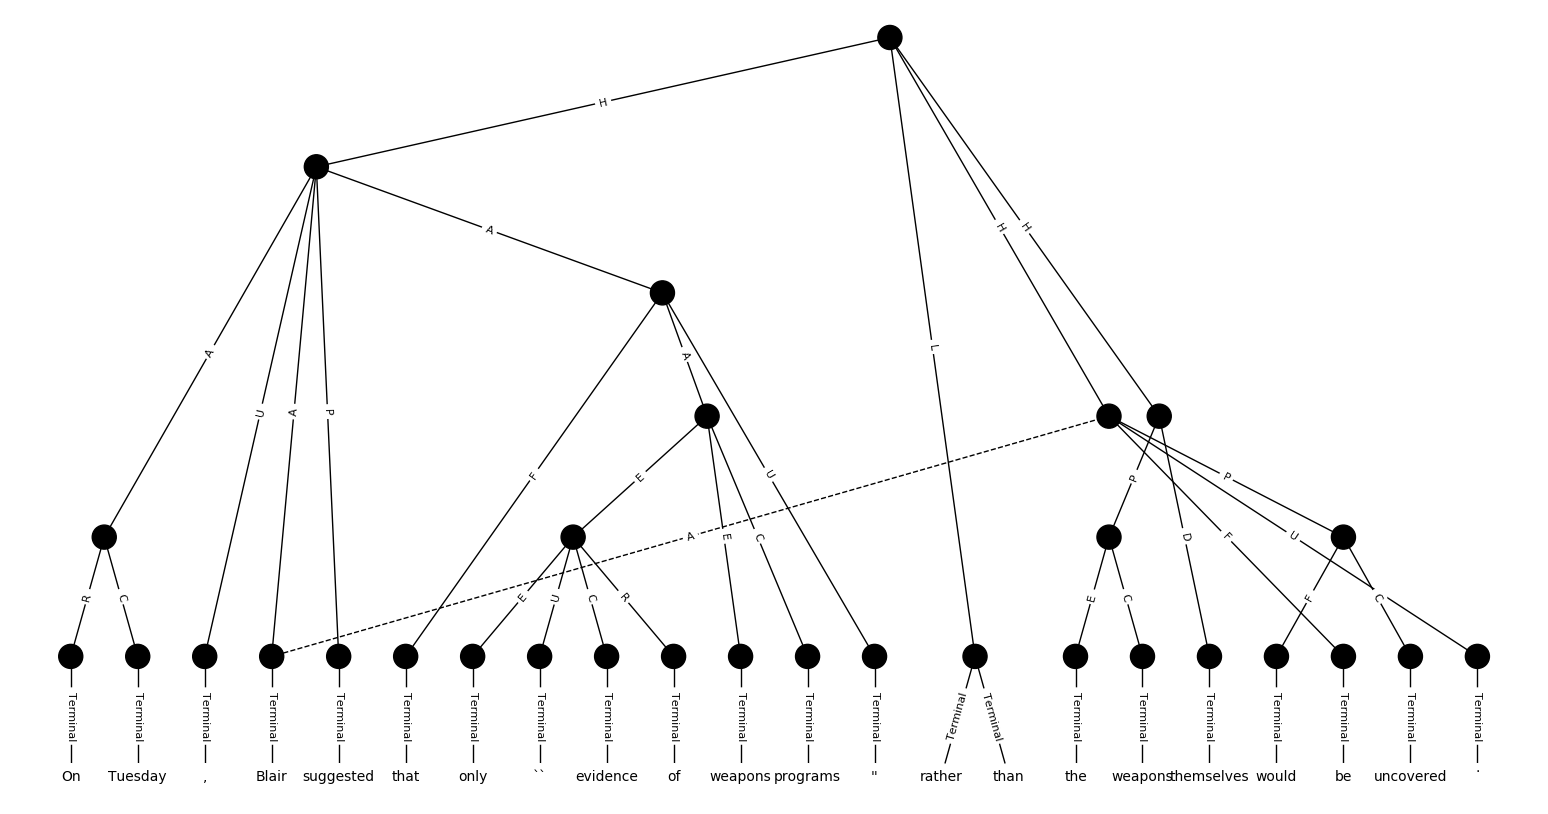 H
A
H
H
A
L
A
U
A
P
F
E
U
P
P
A
E
C
D
F
U
R
C
E
U
C
R
E
C
F
C
Terminal Terminal Terminal Terminal Terminal Terminal Terminal Terminal Terminal Terminal Terminal Terminal Terminal Terminal Terminal Terminal Terminal Terminal Terminal Terminal Terminal Terminal
On Tuesday , Blair suggested that only `` evidence of weapons programs " rather than the weapons themselves would be uncovered .